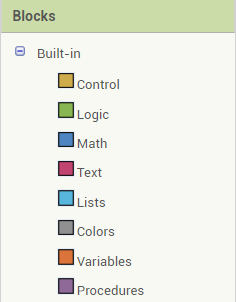 Blocks
Built-in
Control
Logic
Math
Text
Lists
Colors
Variables
Procedures